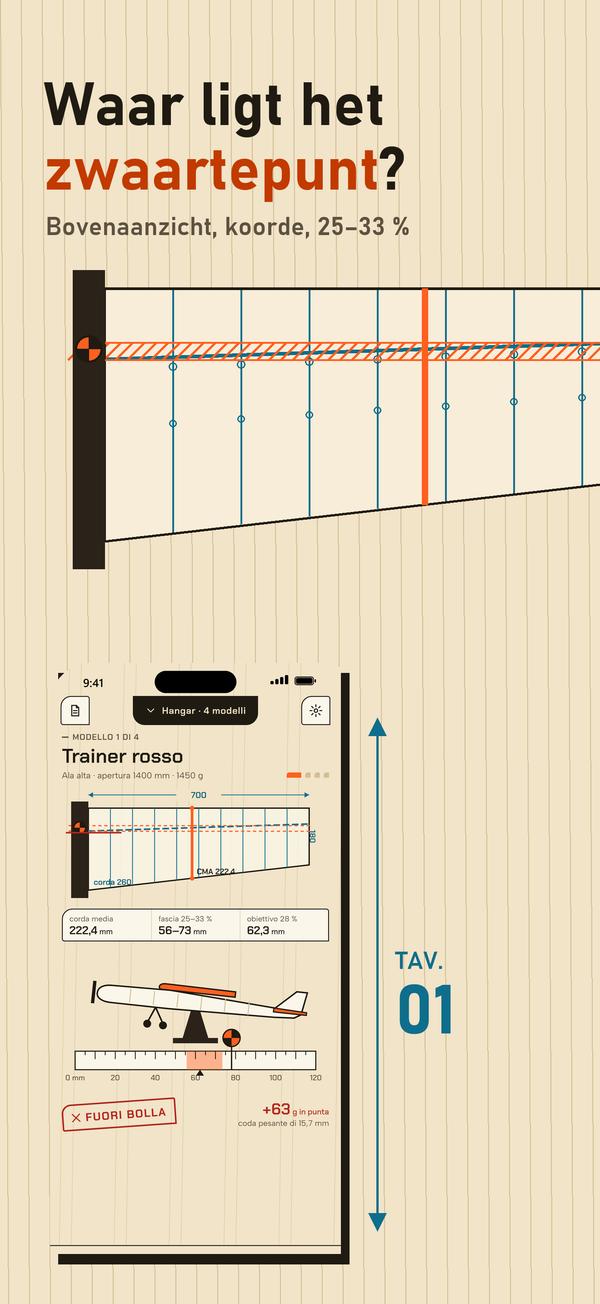 Waar ligt het
zwaartepunt?
Bovenaanzicht, koorde, 25–33 %
9:41
Hangar · 4 modelli
MODELLO 1 DI 4
Trainer rosso
Ala alta · apertura 1400 mm · 1450 g
700
180
CMA 222,4
corda 260
corda media
222,4 mm
fascia 25–33 %
56–73 mm
obiettivo 28 %
62,3 mm
0 mm 20 40 60 80 100 120
× FUORI BOLLA
+63 g in punta
coda pesante di 15,7 mm
TAV.
01